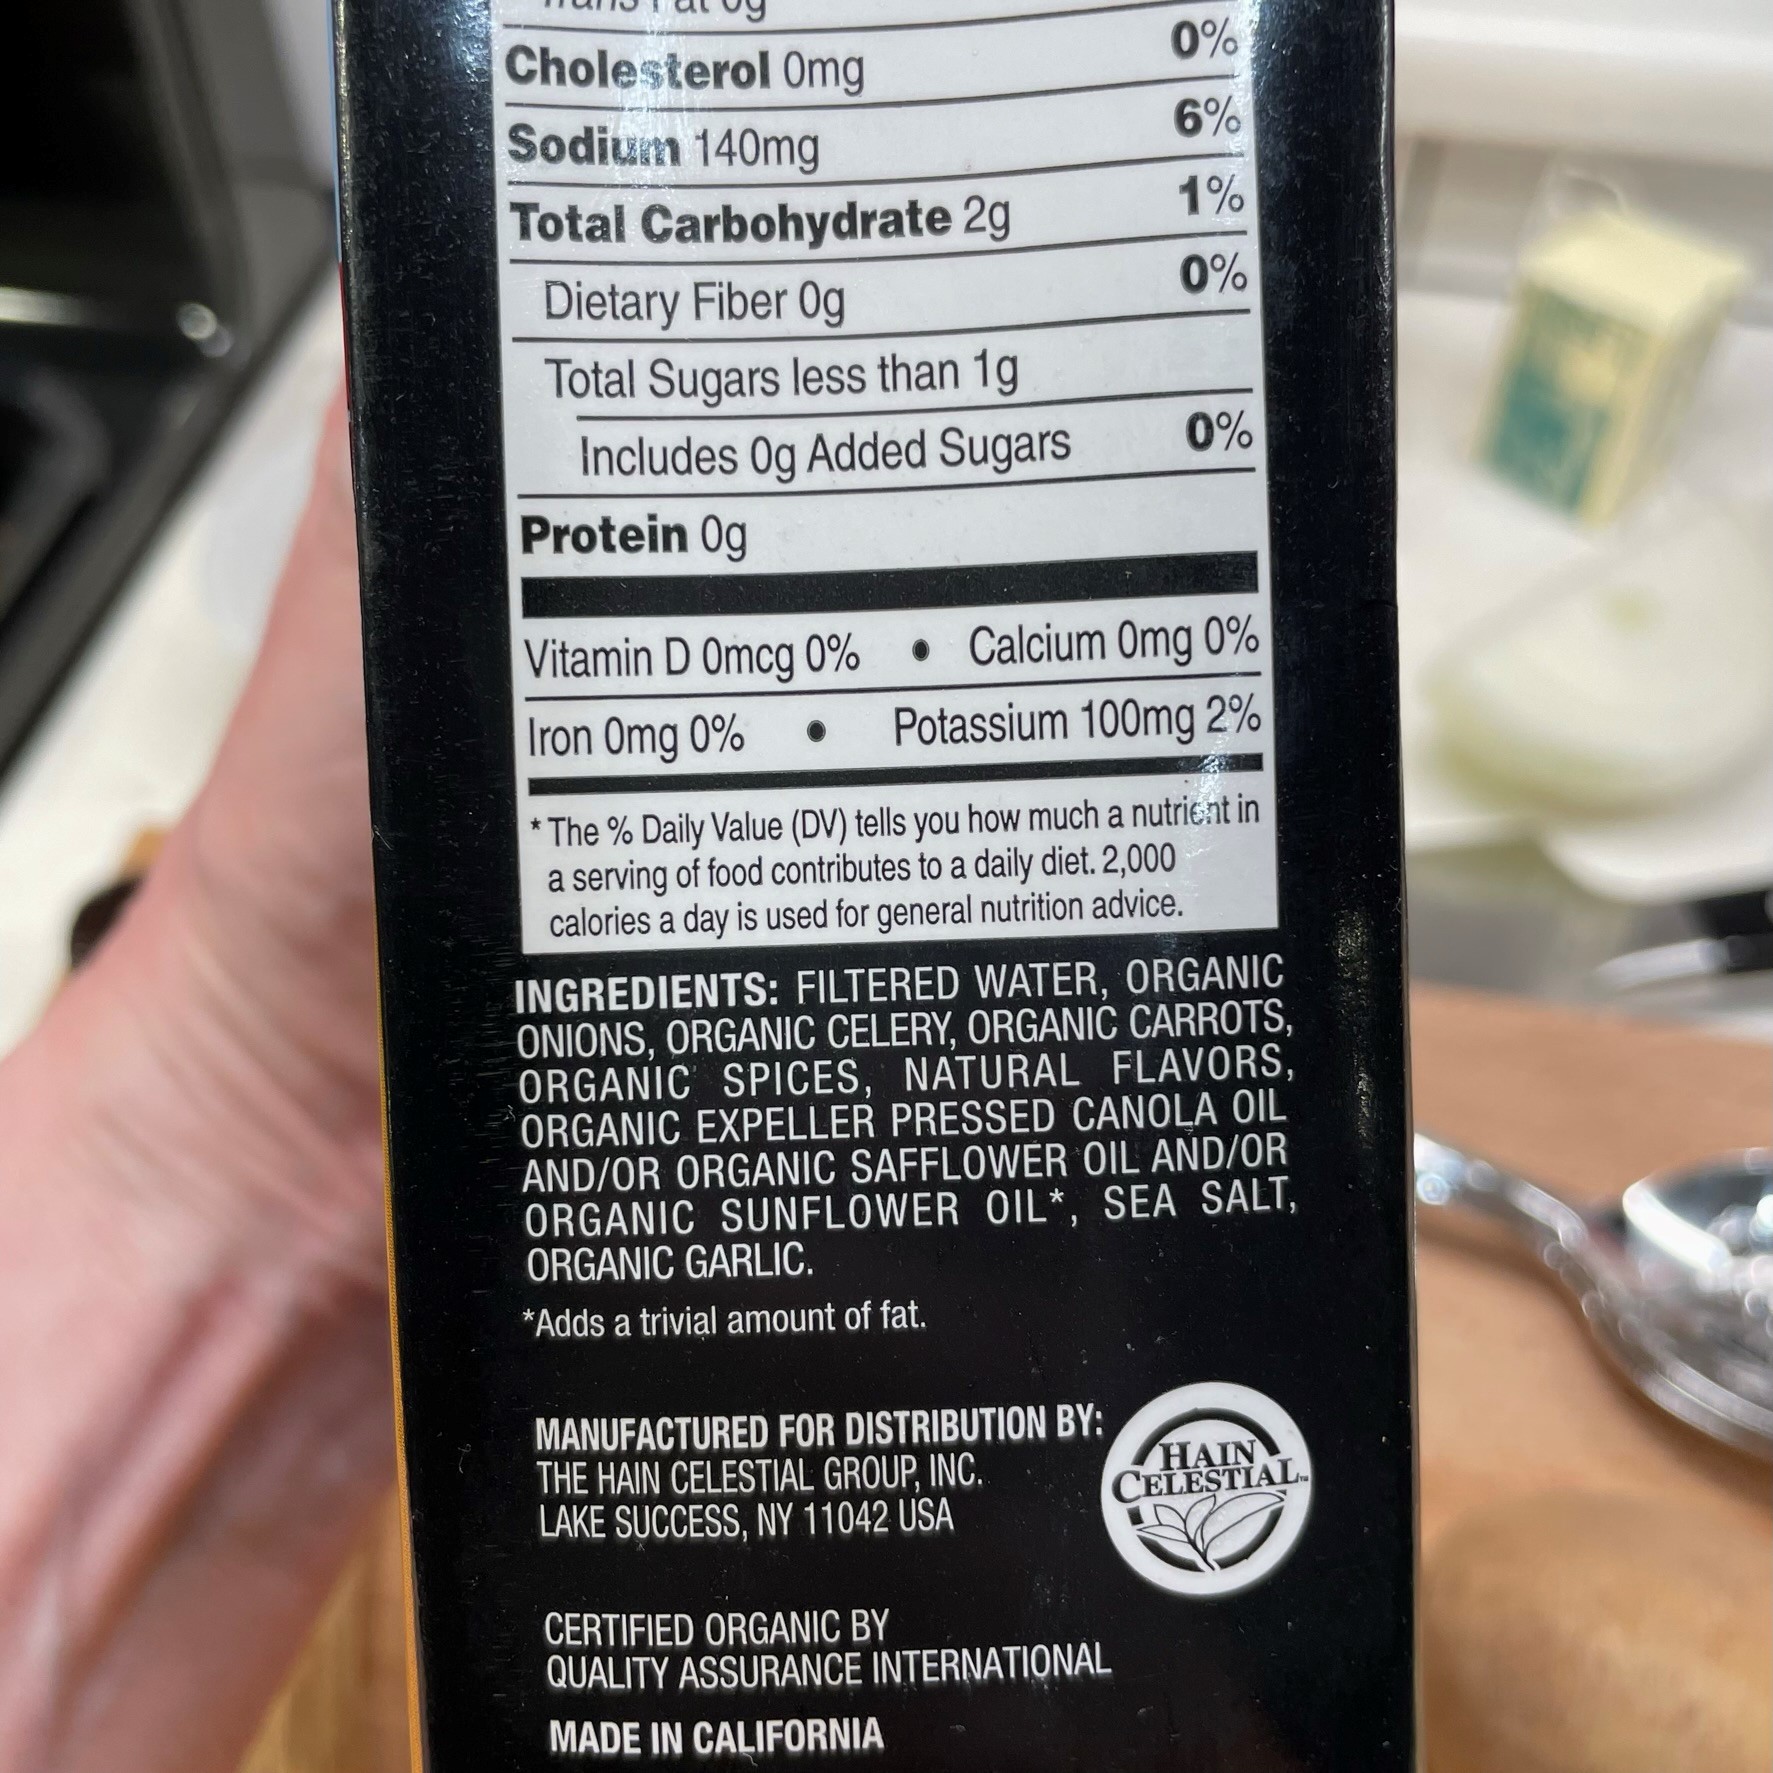 Trans Fat 0g
Cholesterol 0mg 0%
Sodium 140mg 6%
Total Carbohydrate 2g 1%
Dietary Fiber 0g 0%
Total Sugars less than 1g
Includes 0g Added Sugars 0%
Protein 0g
Vitamin D 0mcg 0% • Calcium 0mg 0%
Iron 0mg 0% • Potassium 100mg 2%
* The % Daily Value (DV) tells you how much a nutrient in
a serving of food contributes to a daily diet. 2,000
calories a day is used for general nutrition advice.
INGREDIENTS: FILTERED WATER, ORGANIC
ONIONS, ORGANIC CELERY, ORGANIC CARROTS,
ORGANIC SPICES, NATURAL FLAVORS,
ORGANIC EXPELLER PRESSED CANOLA OIL
AND/OR ORGANIC SAFFLOWER OIL AND/OR
ORGANIC SUNFLOWER OIL*, SEA SALT,
ORGANIC GARLIC.
*Adds a trivial amount of fat.
MANUFACTURED FOR DISTRIBUTION BY:
THE HAIN CELESTIAL GROUP, INC.
LAKE SUCCESS, NY 11042 USA
HAIN
CELESTIAL™
CERTIFIED ORGANIC BY
QUALITY ASSURANCE INTERNATIONAL
MADE IN CALIFORNIA